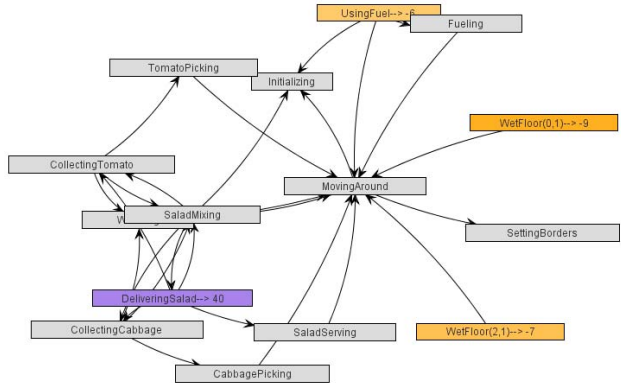 UsingFuel--> -6
Fueling
TomatoPicking
Initializing
WetFloor(0,1)--> -9
CollectingTomato
MovingAround
SaladMixing
SettingBorders
DeliveringSalad--> 40
CollectingCabbage
SaladServing
WetFloor(2,1)--> -7
CabbagePicking